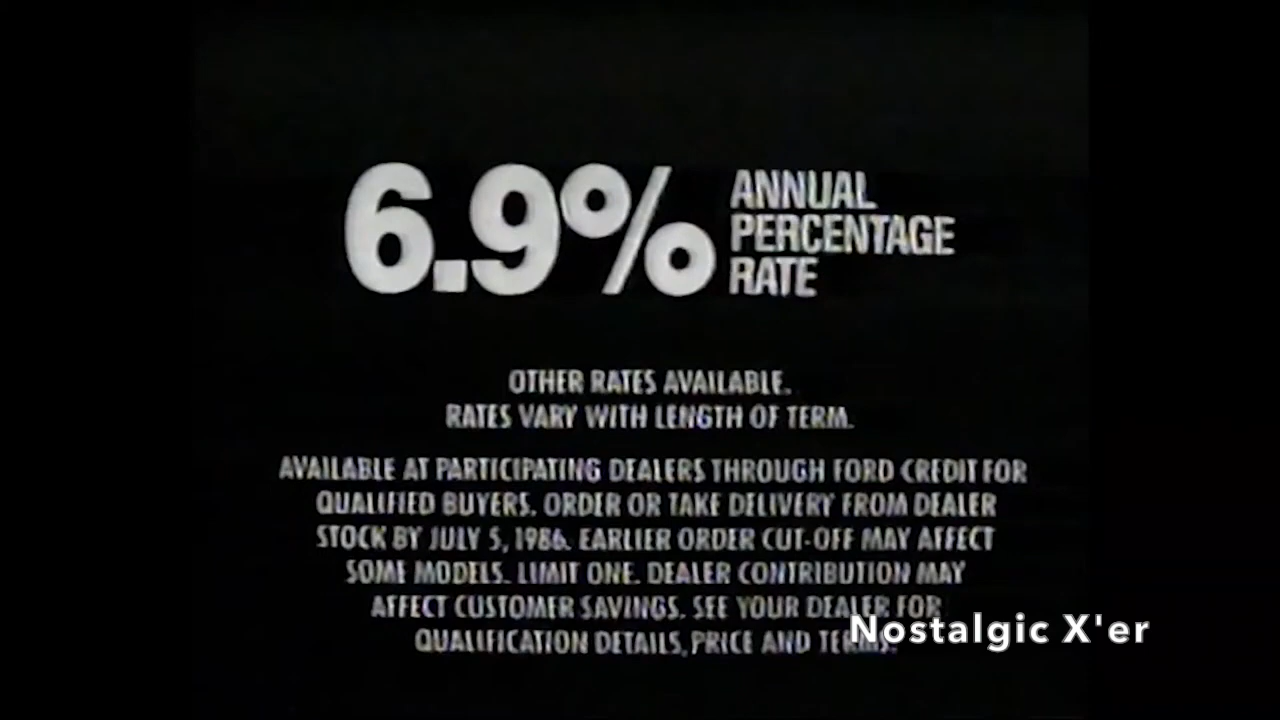 6.9% ANNUAL
PERCENTAGE
RATE
OTHER RATES AVAILABLE.
RATES VARY WITH LENGTH OF TERM.
AVAILABLE AT PARTICIPATING DEALERS THROUGH FORD CREDIT FOR
QUALIFIED BUYERS. ORDER OR TAKE DELIVERY FROM DEALER
STOCK BY JULY 5, 1986. EARLIER ORDER CUT-OFF MAY AFFECT
SOME MODELS. LIMIT ONE. DEALER CONTRIBUTION MAY
AFFECT CUSTOMER SAVINGS. SEE YOUR DEALER FOR
QUALIFICATION DETAILS, PRICE AND TERMS.
Nostalgic X'er